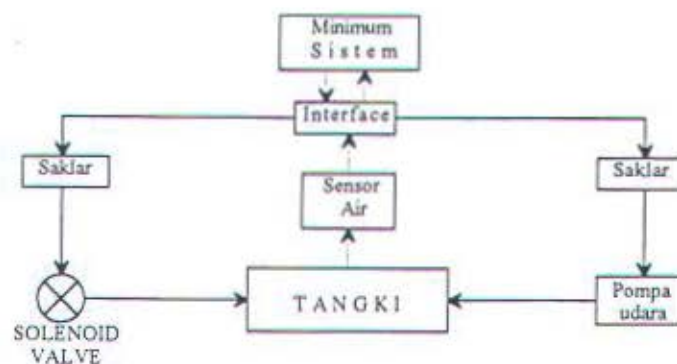 Minimum
Sistem
Interface
Saklar
Saklar
Sensor
Air
TANGKI
Pompa
udara
SOLENOID
VALVE